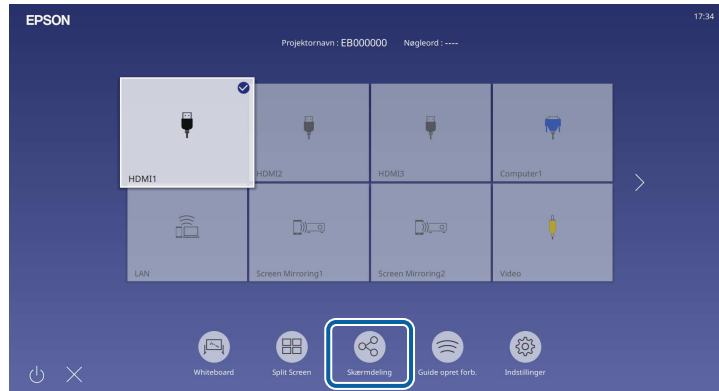 EPSON
17:34
Projektornavn : EB000000 Nøgleord : ----
HDMI1
HDMI2
HDMI3
Computer1
LAN
Screen Mirroring1
Screen Mirroring2
Video
Whiteboard
Split Screen
Skærmdeling
Guide opret forb.
Indstillinger